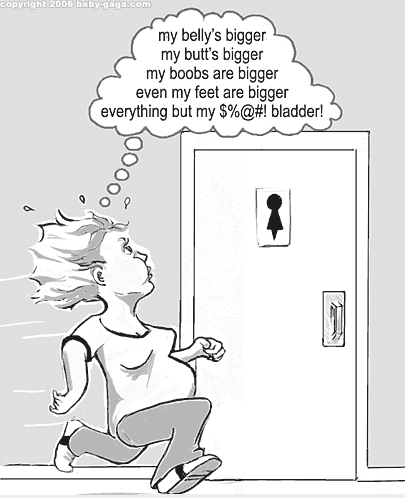 copyright 2006 baby-gaga.com
my belly's bigger
my butt's bigger
my boobs are bigger
even my feet are bigger
everything but my $%@#! bladder!